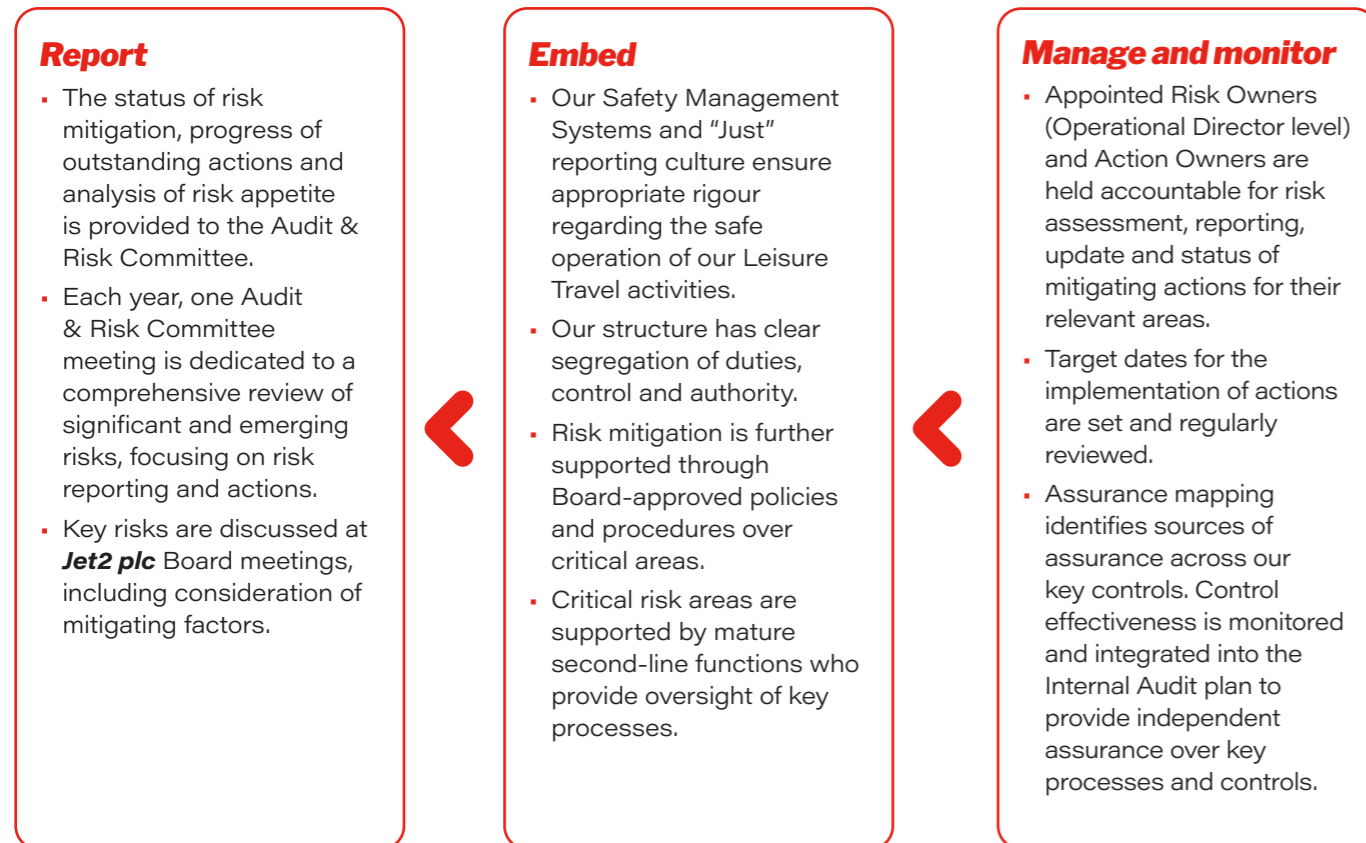 Report
▪ The status of risk
mitigation, progress of
outstanding actions and
analysis of risk appetite
is provided to the Audit &
Risk Committee.
▪ Each year, one Audit
& Risk Committee
meeting is dedicated to a
comprehensive review of
significant and emerging
risks, focusing on risk
reporting and actions.
▪ Key risks are discussed at
Jet2 plc Board meetings,
including consideration of
mitigating factors.
Embed
▪ Our Safety Management
Systems and “Just”
reporting culture ensure
appropriate rigour
regarding the safe
operation of our Leisure
Travel activities.
▪ Our structure has clear
segregation of duties,
control and authority.
▪ Risk mitigation is further
supported through
Board-approved policies
and procedures over
critical areas.
▪ Critical risk areas are
supported by mature
second-line functions who
provide oversight of key
processes.
Manage and monitor
▪ Appointed Risk Owners
(Operational Director level)
and Action Owners are
held accountable for risk
assessment, reporting,
update and status of
mitigating actions for their
relevant areas.
▪ Target dates for the
implementation of actions
are set and regularly
reviewed.
▪ Assurance mapping
identifies sources of
assurance across our
key controls. Control
effectiveness is monitored
and integrated into the
Internal Audit plan to
provide independent
assurance over key
processes and controls.